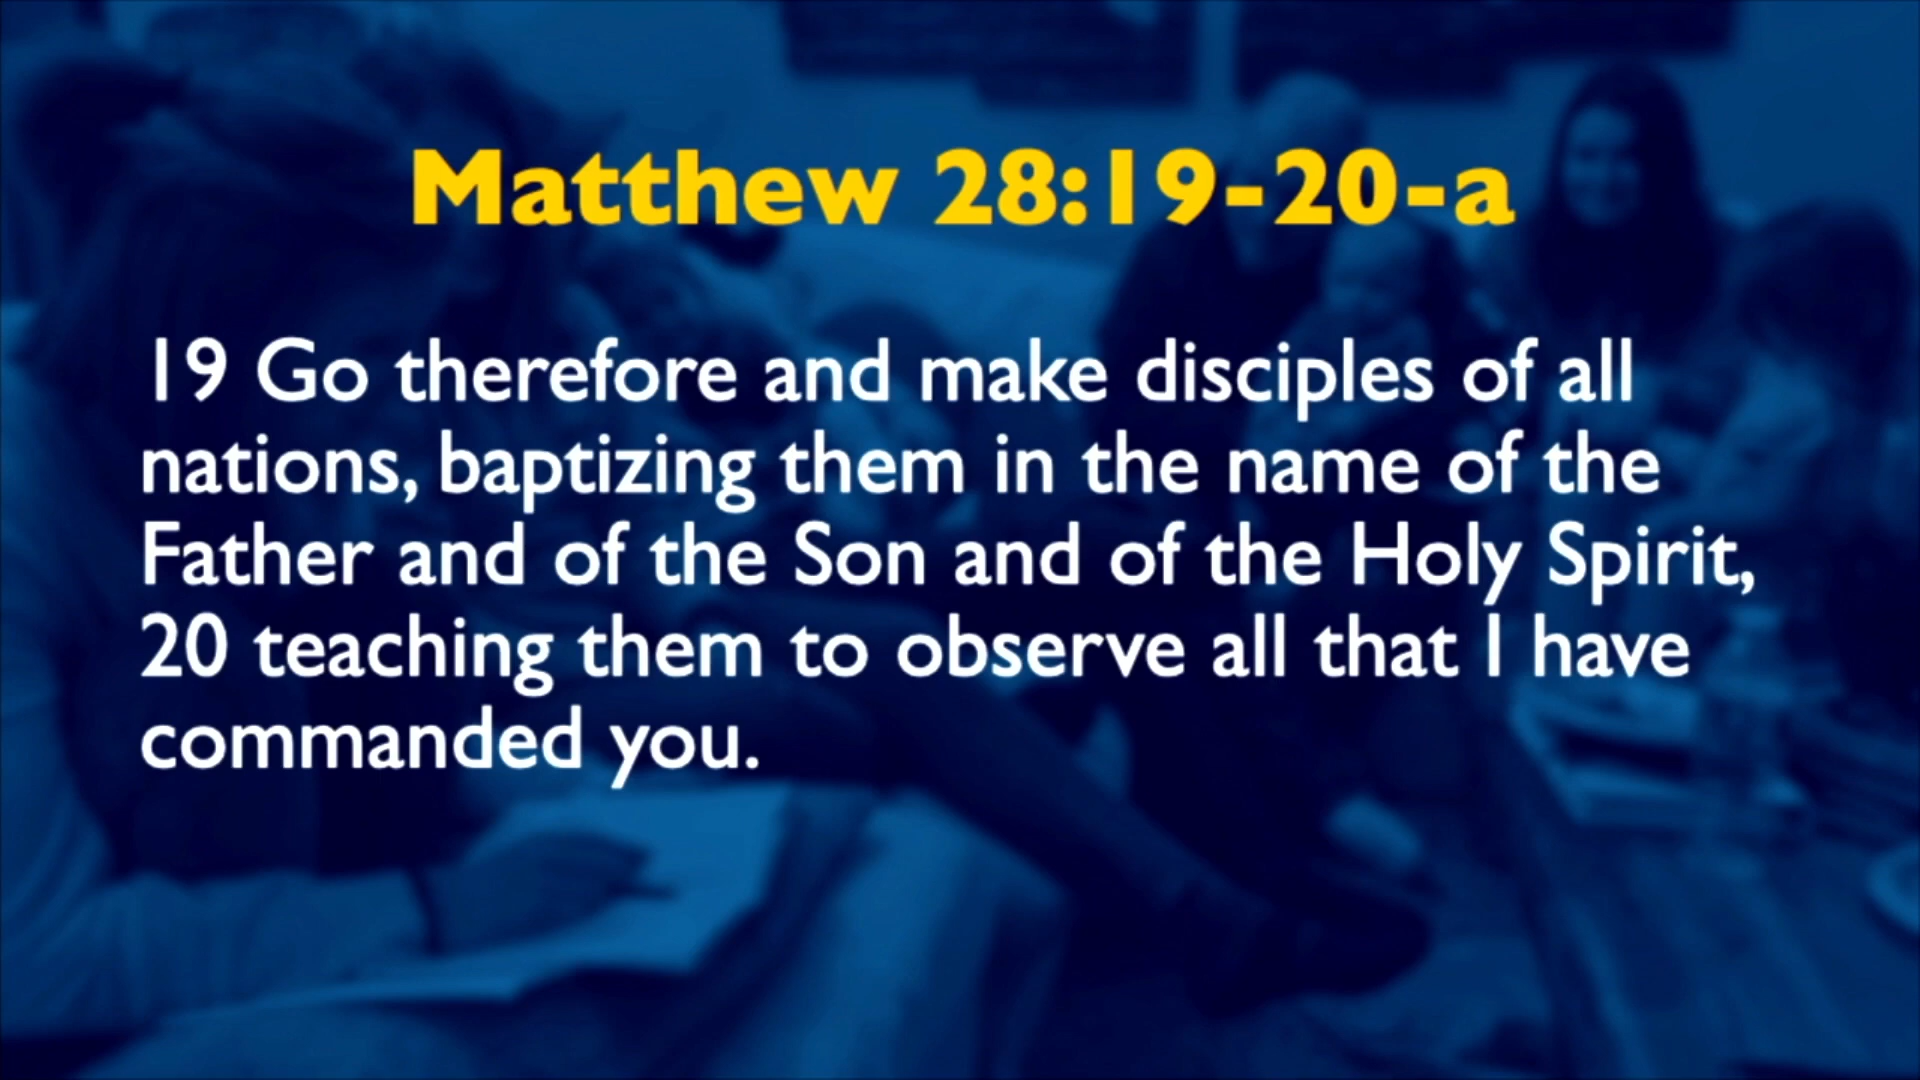 Matthew 28:19-20-a
19 Go therefore and make disciples of all
nations, baptizing them in the name of the
Father and of the Son and of the Holy Spirit,
20 teaching them to observe all that I have
commanded you.